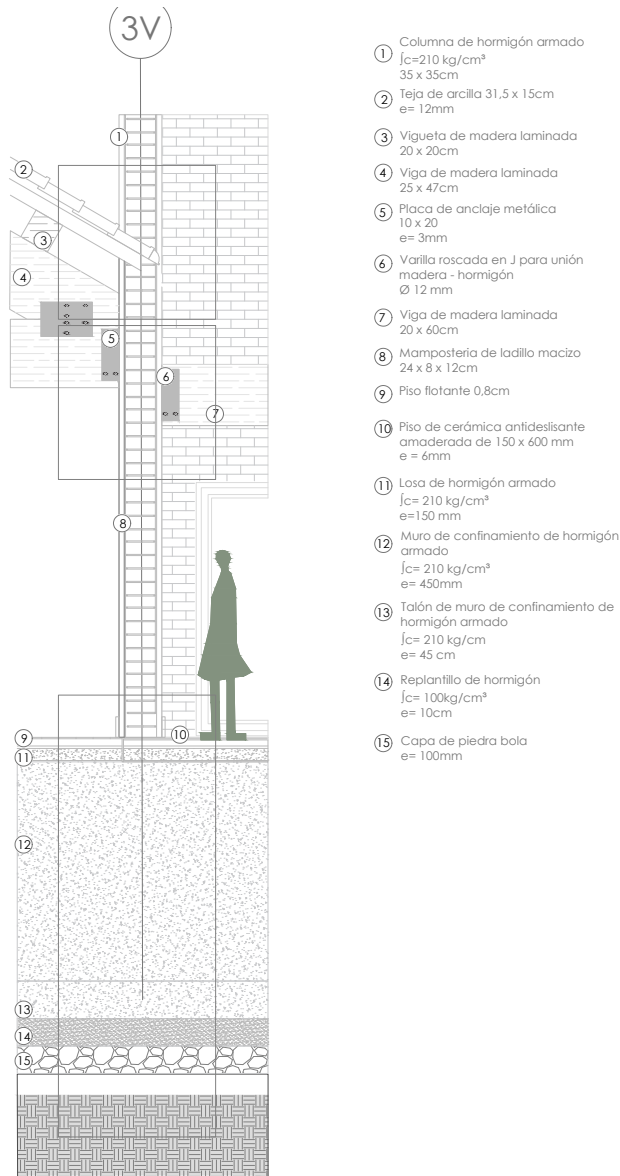 3V
1 Columna de hormigón armado
∫c=210 kg/cm³
35 x 35cm
2 Teja de arcilla 31,5 x 15cm
e= 12mm
3 Vigueta de madera laminada
20 x 20cm
4 Viga de madera laminada
25 x 47cm
5 Placa de anclaje metálica
10 x 20
e= 3mm
6 Varilla roscada en J para unión
madera - hormigón
Ø 12 mm
7 Viga de madera laminada
20 x 60cm
8 Mamposteria de ladillo macizo
24 x 8 x 12cm
9 Piso flotante 0,8cm
10 Piso de cerámica antideslisante
amaderada de 150 x 600 mm
e = 6mm
11 Losa de hormigón armado
∫c= 210 kg/cm³
e=150 mm
12 Muro de confinamiento de hormigón
armado
∫c= 210 kg/cm³
e= 450mm
13 Talón de muro de confinamiento de
hormigón armado
∫c= 210 kg/cm
e= 45 cm
14 Replantillo de hormigón
∫c= 100kg/cm³
e= 10cm
15 Capa de piedra bola
e= 100mm
1
2
3
4
5
6
7
8
9
10
11
12
13
14
15